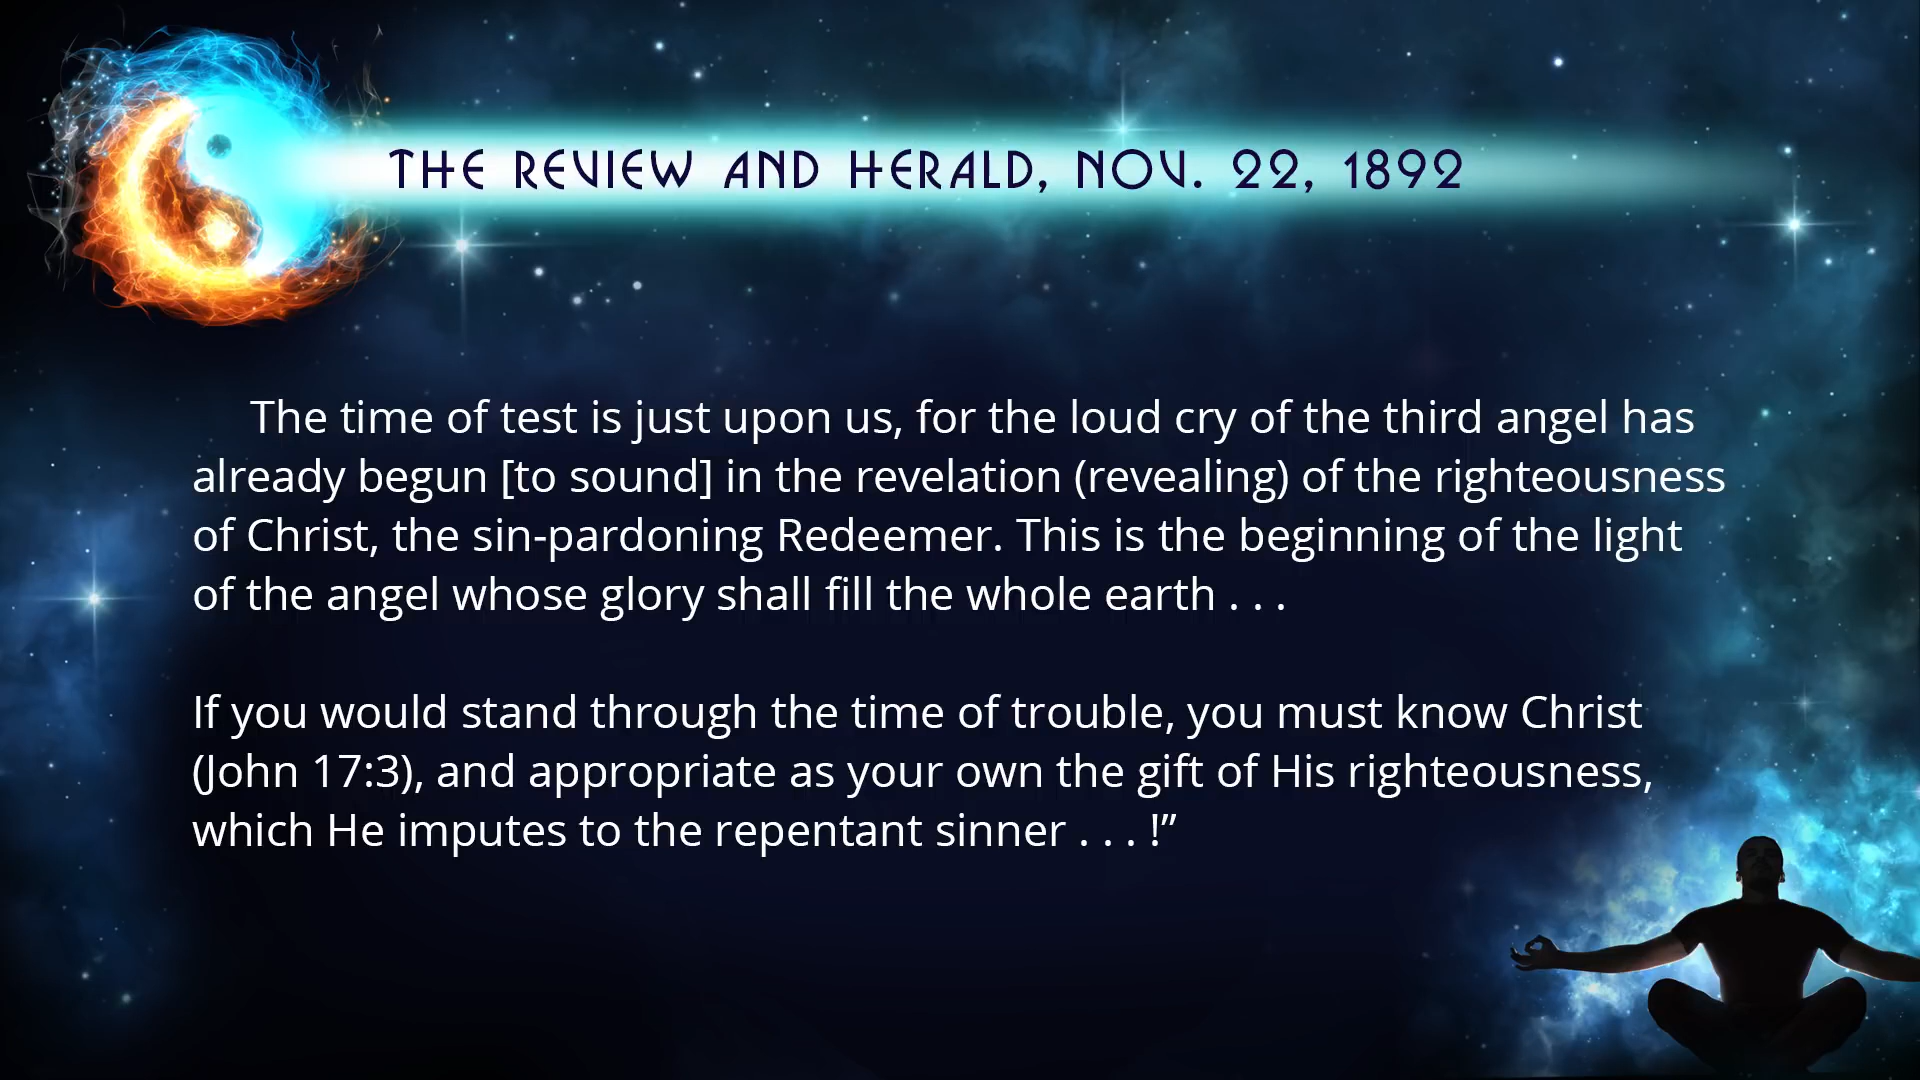 THE REVIEW AND HERALD, NOV. 22, 1892
The time of test is just upon us, for the loud cry of the third angel has
already begun [to sound] in the revelation (revealing) of the righteousness
of Christ, the sin-pardoning Redeemer. This is the beginning of the light
of the angel whose glory shall fill the whole earth . . .
If you would stand through the time of trouble, you must know Christ
(John 17:3), and appropriate as your own the gift of His righteousness,
which He imputes to the repentant sinner . . . !”